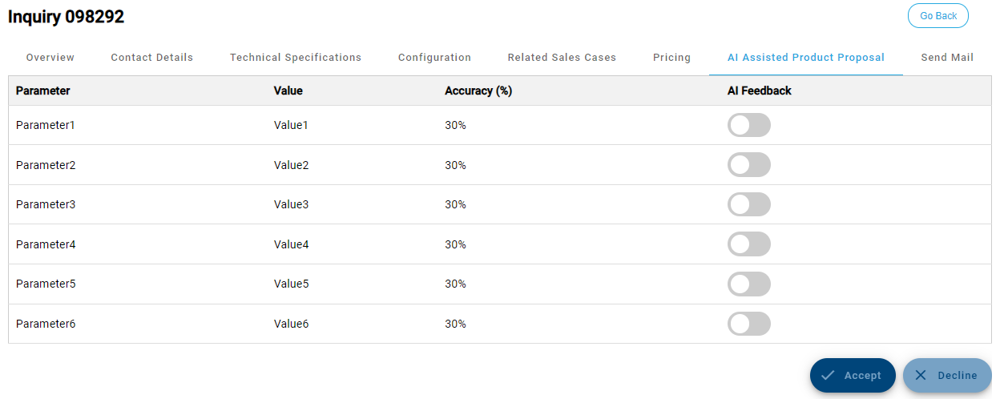 Inquiry 098292
Go Back
Overview Contact Details Technical Specifications Configuration Related Sales Cases Pricing AI Assisted Product Proposal Send Mail
Parameter Value Accuracy (%) AI Feedback
Parameter1 Value1 30%
Parameter2 Value2 30%
Parameter3 Value3 30%
Parameter4 Value4 30%
Parameter5 Value5 30%
Parameter6 Value6 30%
Accept Decline